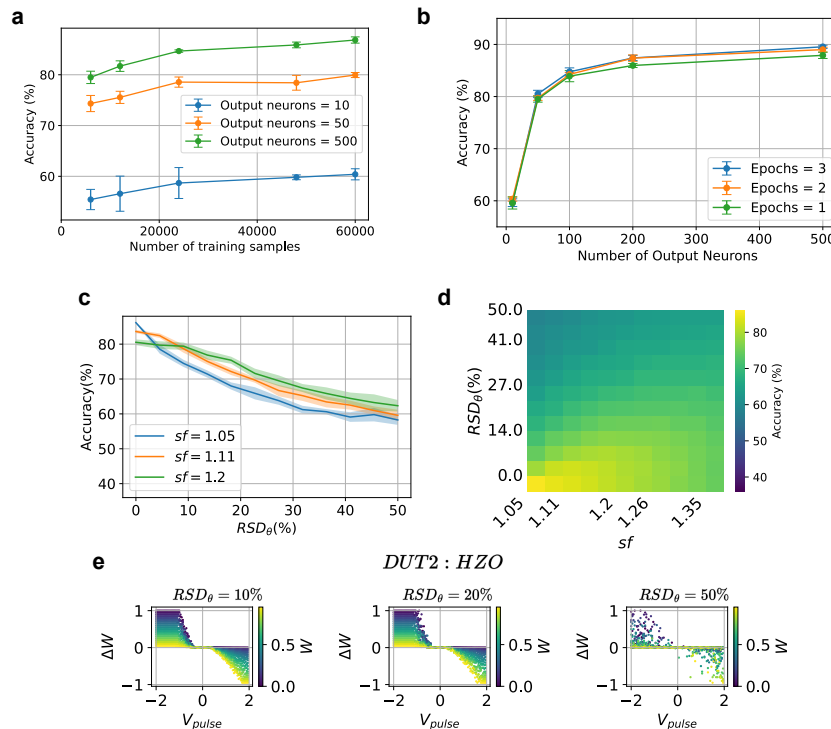 a
Accuracy (%)
80
70
60
Output neurons = 10
Output neurons = 50
Output neurons = 500
0 20000 40000 60000
Number of training samples
b
Accuracy (%)
90
80
70
60
Epochs = 3
Epochs = 2
Epochs = 1
0 100 200 300 400 500
Number of Output Neurons
c
Accuracy(%)
80
70
60
50
40
sf = 1.05
sf = 1.11
sf = 1.2
0 10 20 30 40 50
RSDθ(%)
d
RSDθ(%)
50.0
41.0
27.0
14.0
0.0
1.05 1.11 1.2 1.26 1.35
sf
80
70
60
50
40
Accuracy (%)
e
DUT2 : HZO
RSDθ = 10% RSDθ = 20% RSDθ = 50%
ΔW 1 0 −1 0.5 0.0 W
−2 0 2
Vpulse
ΔW 1 0 −1 0.5 0.0 W
−2 0 2
Vpulse
ΔW 1 0 −1 0.5 0.0 W
−2 0 2
Vpulse